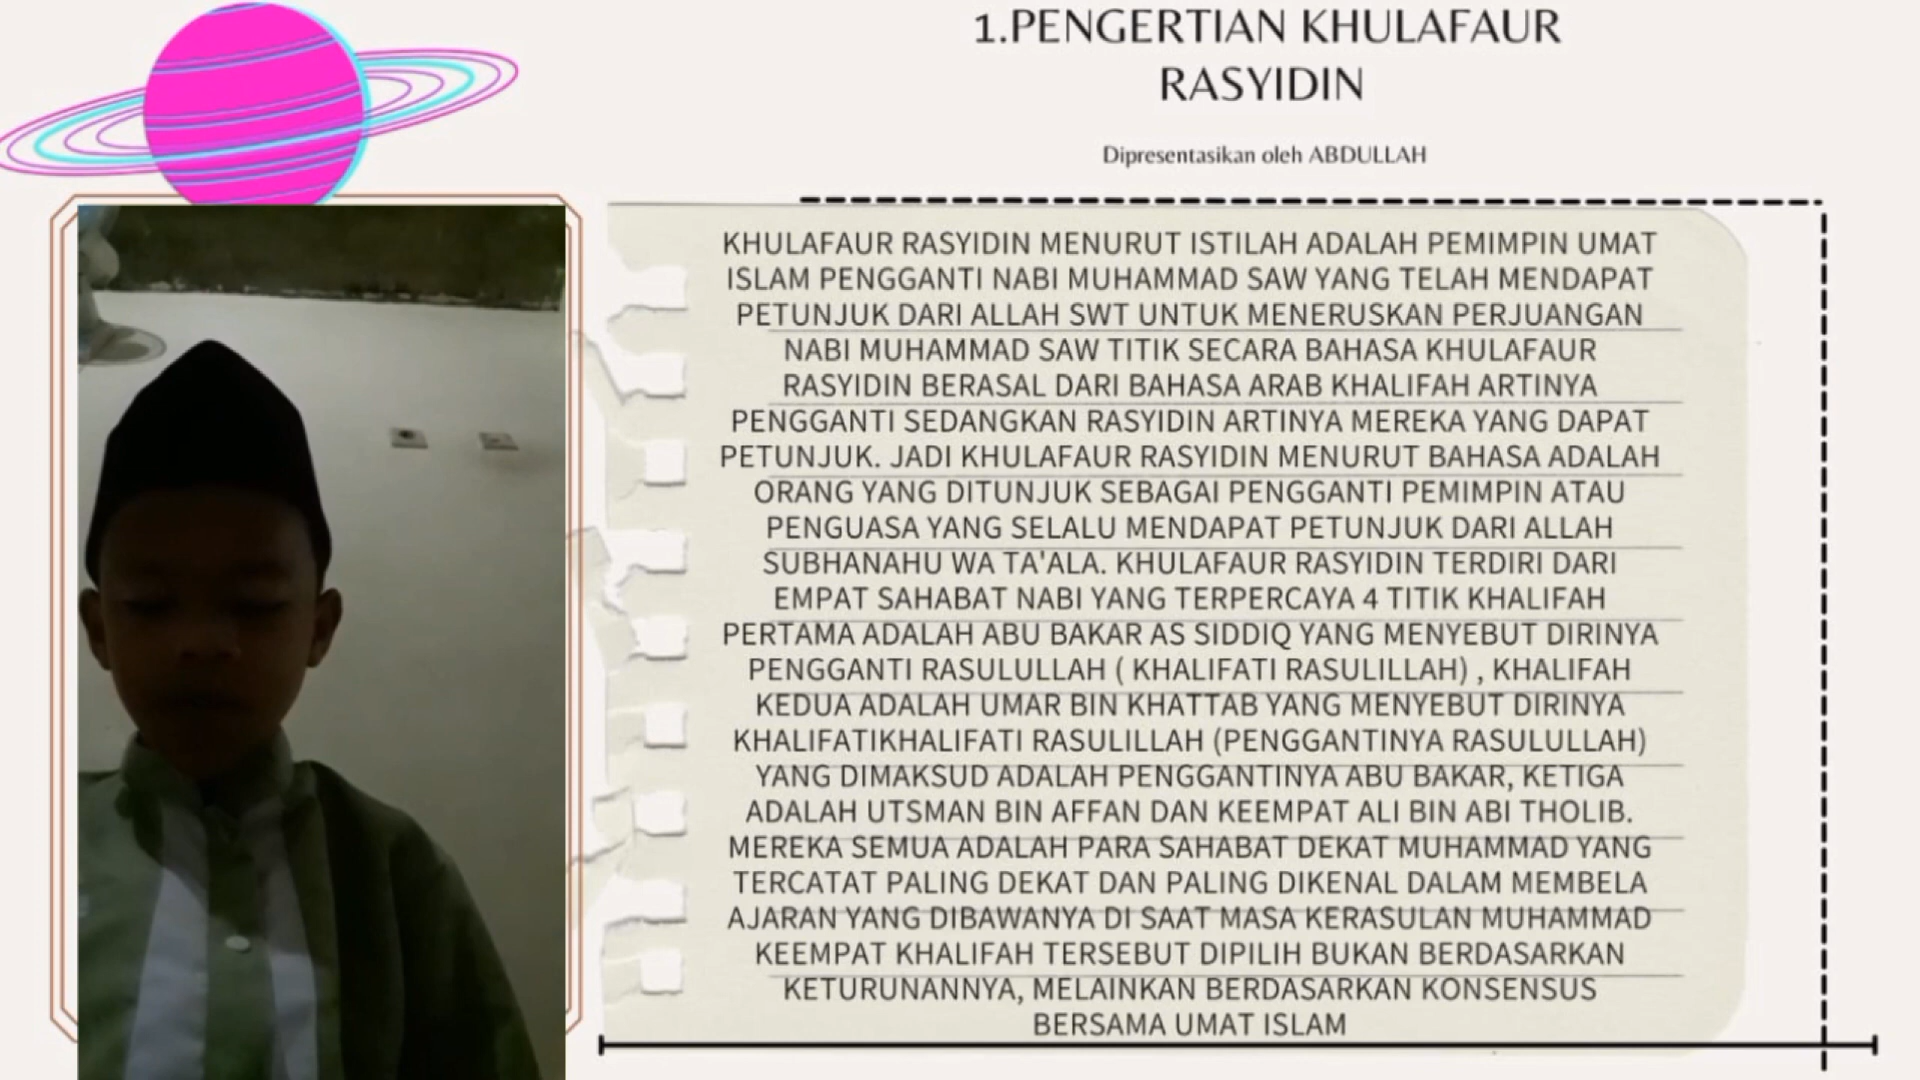 1.PENGERTIAN KHULAFAUR
RASYIDIN
Dipresentasikan oleh ABDULLAH
KHULAFAUR RASYIDIN MENURUT ISTILAH ADALAH PEMIMPIN UMAT
ISLAM PENGGANTI NABI MUHAMMAD SAW YANG TELAH MENDAPAT
PETUNJUK DARI ALLAH SWT UNTUK MENERUSKAN PERJUANGAN
NABI MUHAMMAD SAW TITIK SECARA BAHASA KHULAFAUR
RASYIDIN BERASAL DARI BAHASA ARAB KHALIFAH ARTINYA
PENGGANTI SEDANGKAN RASYIDIN ARTINYA MEREKA YANG DAPAT
PETUNJUK. JADI KHULAFAUR RASYIDIN MENURUT BAHASA ADALAH
ORANG YANG DITUNJUK SEBAGAI PENGGANTI PEMIMPIN ATAU
PENGUASA YANG SELALU MENDAPAT PETUNJUK DARI ALLAH
SUBHANAHU WA TA'ALA. KHULAFAUR RASYIDIN TERDIRI DARI
EMPAT SAHABAT NABI YANG TERPERCAYA 4 TITIK KHALIFAH
PERTAMA ADALAH ABU BAKAR AS SIDDIQ YANG MENYEBUT DIRINYA
PENGGANTI RASULULLAH ( KHALIFATI RASULILLAH) , KHALIFAH
KEDUA ADALAH UMAR BIN KHATTAB YANG MENYEBUT DIRINYA
KHALIFATIKHALIFATI RASULILLAH (PENGGANTINYA RASULULLAH)
YANG DIMAKSUD ADALAH PENGGANTINYA ABU BAKAR, KETIGA
ADALAH UTSMAN BIN AFFAN DAN KEEMPAT ALI BIN ABI THOLIB.
MEREKA SEMUA ADALAH PARA SAHABAT DEKAT MUHAMMAD YANG
TERCATAT PALING DEKAT DAN PALING DIKENAL DALAM MEMBELA
AJARAN YANG DIBAWANYA DI SAAT MASA KERASULAN MUHAMMAD
KEEMPAT KHALIFAH TERSEBUT DIPILIH BUKAN BERDASARKAN
KETURUNANNYA, MELAINKAN BERDASARKAN KONSENSUS
BERSAMA UMAT ISLAM